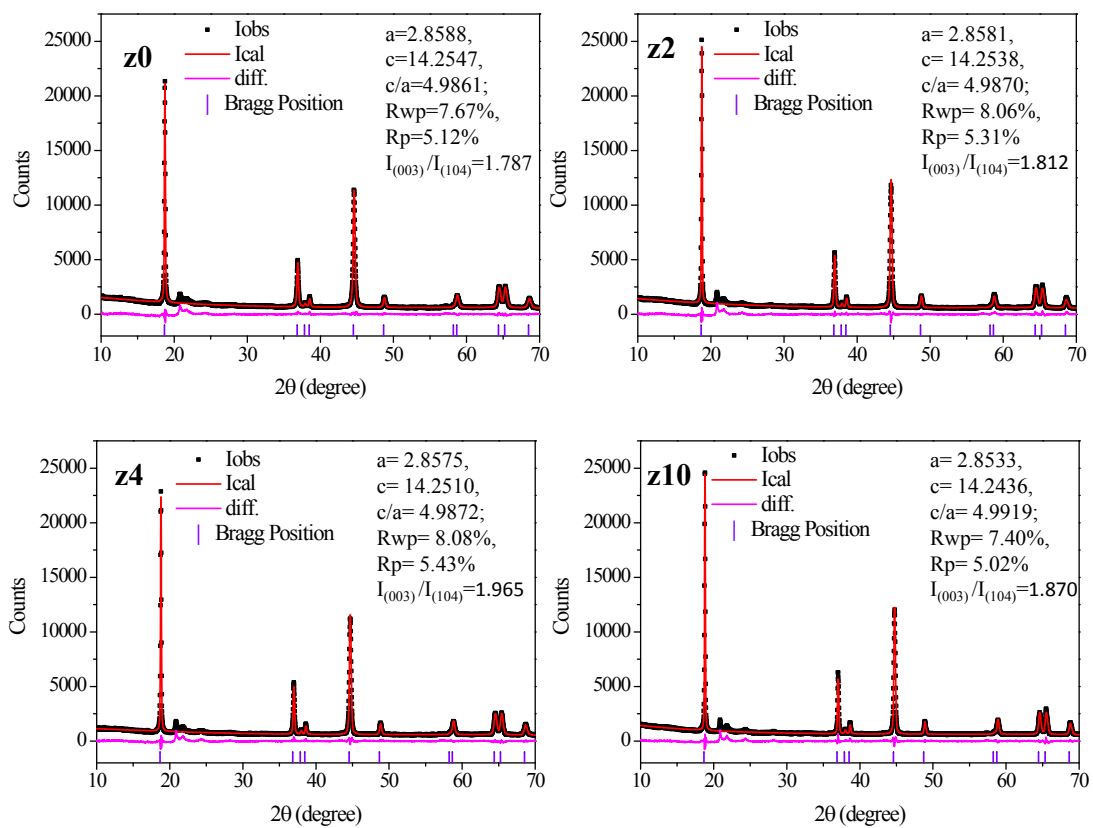 z0
Iobs
Ical
diff.
Bragg Position
a=2.8588,
c=14.2547,
c/a=4.9861;
Rwp=7.67%,
Rp=5.12%
I(003)/I(104)=1.787
25000
20000
15000
10000
5000
0
Counts
10 20 30 40 50 60 70
2θ (degree)
z2
Iobs
Ical
diff.
Bragg Position
a= 2.8581,
c= 14.2538,
c/a= 4.9870;
Rwp= 8.06%,
Rp= 5.31%
I(003)/I(104)=1.812
25000
20000
15000
10000
5000
0
Counts
10 20 30 40 50 60 70
2θ (degree)
z4
Iobs
Ical
diff.
Bragg Position
a= 2.8575,
c= 14.2510,
c/a= 4.9872;
Rwp= 8.08%,
Rp= 5.43%
I(003)/I(104)=1.965
25000
20000
15000
10000
5000
0
Counts
10 20 30 40 50 60 70
2θ (degree)
z10
Iobs
Ical
diff.
Bragg Position
a= 2.8533,
c= 14.2436,
c/a= 4.9919;
Rwp= 7.40%,
Rp= 5.02%
I(003)/I(104)=1.870
25000
20000
15000
10000
5000
0
Counts
10 20 30 40 50 60 70
2θ (degree)